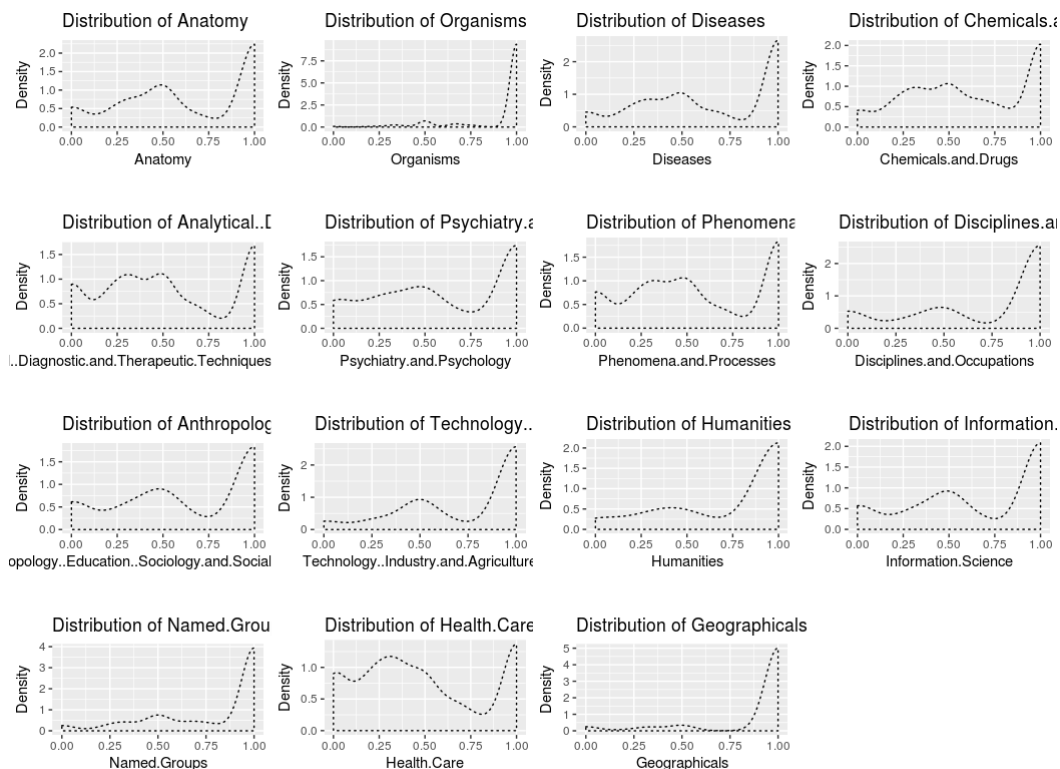 Distribution of Anatomy
Density
2.0
1.5
1.0
0.5
0.0
0.00 0.25 0.50 0.75 1.00
Anatomy
Distribution of Organisms
Density
7.5
5.0
2.5
0.0
0.00 0.25 0.50 0.75 1.00
Organisms
Distribution of Diseases
Density
2
1
0
0.00 0.25 0.50 0.75 1.00
Diseases
Distribution of Chemicals.a
Density
2.0
1.5
1.0
0.5
0.0
0.00 0.25 0.50 0.75 1.00
Chemicals.and.Drugs
Distribution of Analytical..D
Density
1.5
1.0
0.5
0.0
0.00 0.25 0.50 0.75 1.00
..Diagnostic.and.Therapeutic.Techniques
Distribution of Psychiatry.a
Density
1.5
1.0
0.5
0.0
0.00 0.25 0.50 0.75 1.00
Psychiatry.and.Psychology
Distribution of Phenomena
Density
1.5
1.0
0.5
0.0
0.00 0.25 0.50 0.75 1.00
Phenomena.and.Processes
Distribution of Disciplines.an
Density
2
1
0
0.00 0.25 0.50 0.75 1.00
Disciplines.and.Occupations
Distribution of Anthropolog
Density
1.5
1.0
0.5
0.0
0.00 0.25 0.50 0.75 1.00
opology..Education..Sociology.and.Social
Distribution of Technology..
Density
2
1
0
0.00 0.25 0.50 0.75 1.00
Technology..Industry.and.Agriculture
Distribution of Humanities
Density
2.0
1.5
1.0
0.5
0.0
0.00 0.25 0.50 0.75 1.00
Humanities
Distribution of Information.
Density
2.0
1.5
1.0
0.5
0.0
0.00 0.25 0.50 0.75 1.00
Information.Science
Distribution of Named.Grou
Density
4
3
2
1
0
0.00 0.25 0.50 0.75 1.00
Named.Groups
Distribution of Health.Care
Density
1.0
0.5
0.0
0.00 0.25 0.50 0.75 1.00
Health.Care
Distribution of Geographicals
Density
5
4
3
2
1
0
0.00 0.25 0.50 0.75 1.00
Geographicals